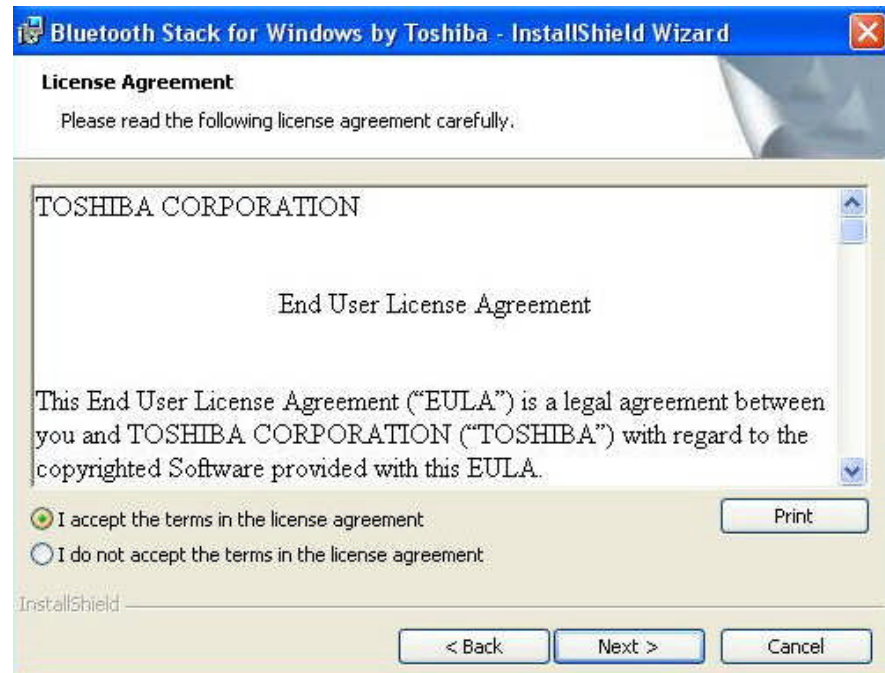 Bluetooth Stack for Windows by Toshiba - InstallShield Wizard
License Agreement
Please read the following license agreement carefully.
TOSHIBA CORPORATION
End User License Agreement
This End User License Agreement (“EULA”) is a legal agreement between
you and TOSHIBA CORPORATION (“TOSHIBA”) with regard to the
copyrighted Software provided with this EULA.
I accept the terms in the license agreement
Print
I do not accept the terms in the license agreement
InstallShield
< Back
Next >
Cancel